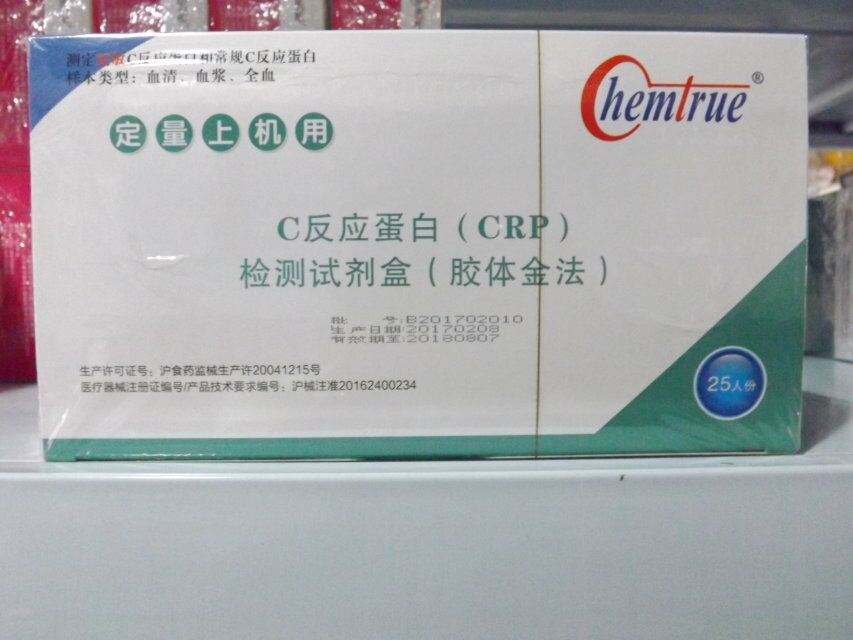 测定超敏C反应蛋白和常规C反应蛋白
样本类型：血清、血浆、全血
Chemtrue®
定量上机用
C反应蛋白（CRP）
检测试剂盒（胶体金法）
批 号:B201702010
生产日期:20170208
有效期至:20180807
生产许可证号：沪食药监械生产许20041215号
医疗器械注册证编号/产品技术要求编号：沪械注准20162400234
25人份